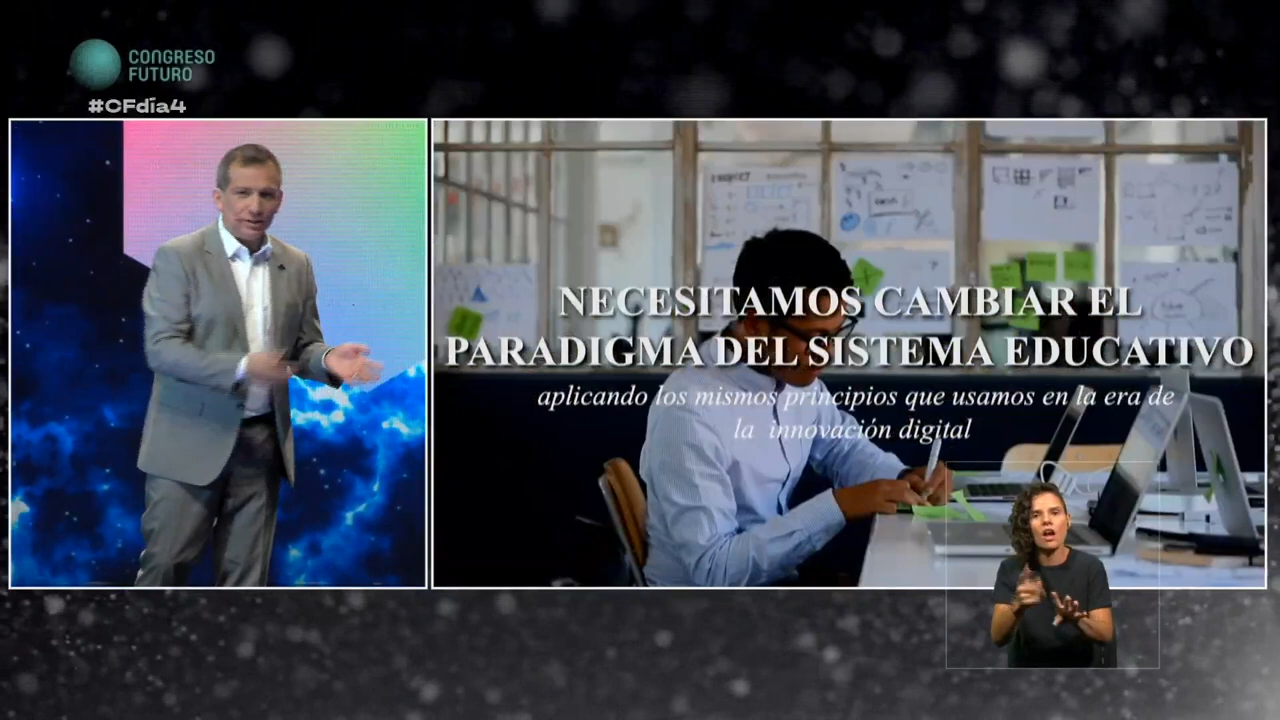 CONGRESO
FUTURO
#CFdía4
NECESITAMOS CAMBIAR EL
PARADIGMA DEL SISTEMA EDUCATIVO
aplicando los mismos principios que usamos en la era de
la innovación digital